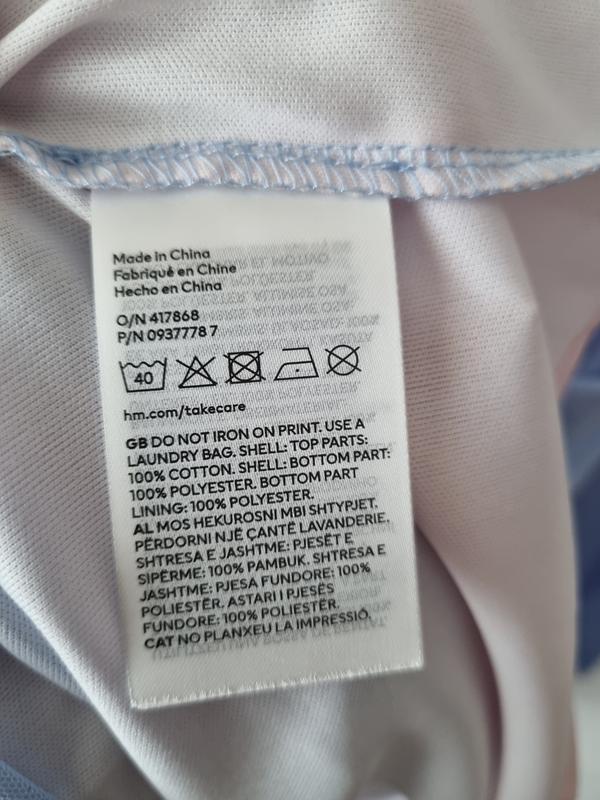 Made in China
Fabriqué en Chine
Hecho en China
O/N 417868
P/N 0937778 7
40
hm.com/takecare
GB DO NOT IRON ON PRINT. USE A
LAUNDRY BAG. SHELL: TOP PARTS:
100% COTTON. SHELL: BOTTOM PART:
100% POLYESTER. BOTTOM PART
LINING: 100% POLYESTER.
AL MOS HEKUROSNI MBI SHTYPJET.
PËRDORNI NJË ÇANTË LAVANDERIE.
SHTRESA E JASHTME: PJESËT E
SIPËRME: 100% PAMBUK. SHTRESA E
JASHTME: PJESA FUNDORE: 100%
POLIESTËR. ASTARI I PJESËS
FUNDORE: 100% POLIESTËR.
CAT NO PLANXEU LA IMPRESSIÓ.